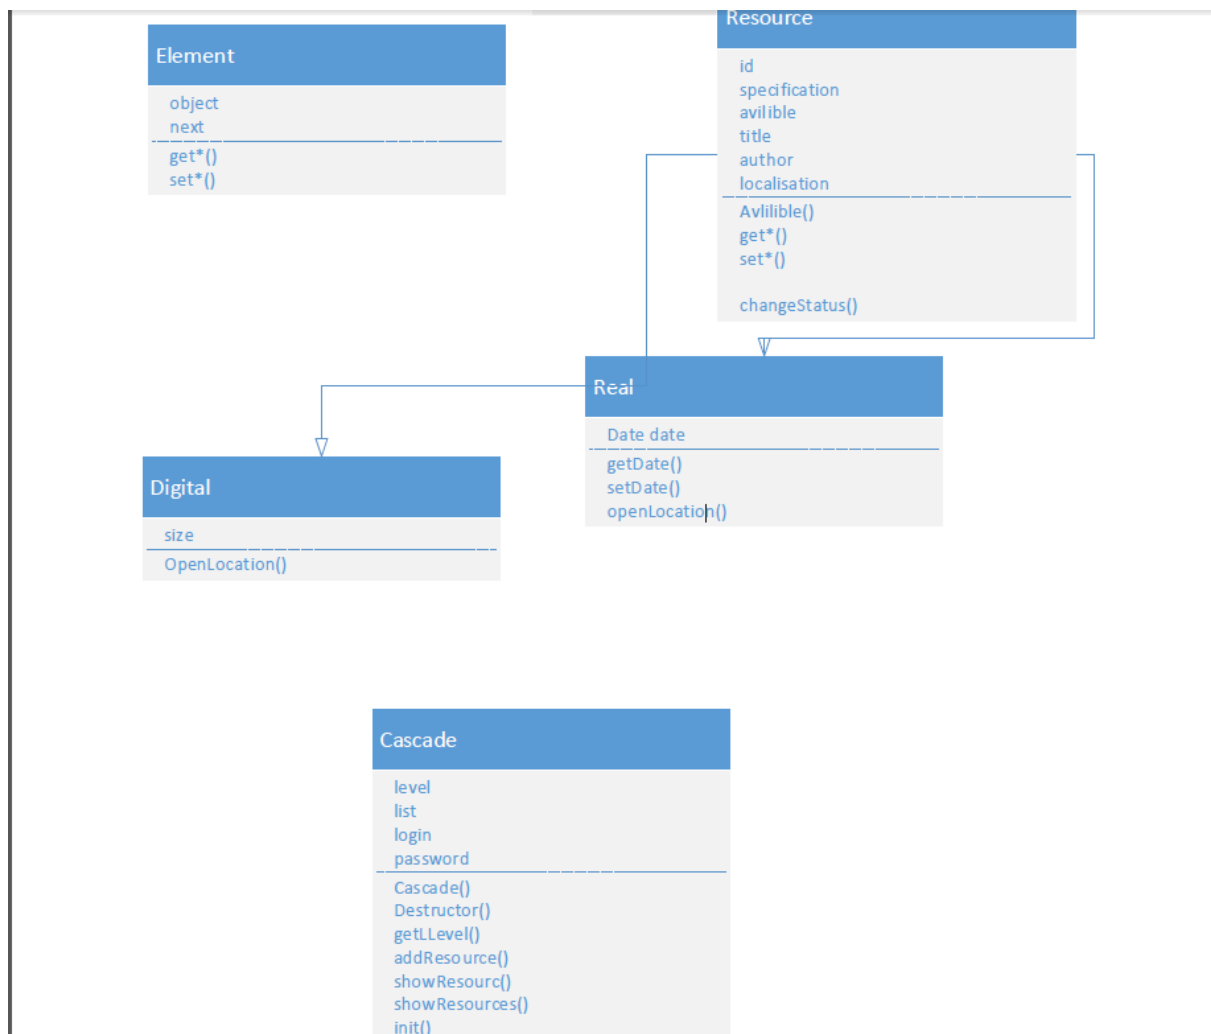 Element
object
next
get*()
set*()
Resource
id
specification
avilible
title
author
localisation
Avlilible()
get*()
set*()
changeStatus()
Real
Date date
getDate()
setDate()
openLocation()
Digital
size
OpenLocation()
Cascade
level
list
login
password
Cascade()
Destructor()
getLLevel()
addResource()
showResourc()
showResources()
init()